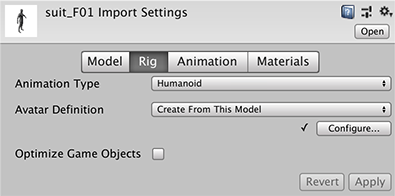 suit_F01 Import Settings
Open
Model Rig Animation Materials
Animation Type Humanoid
Avatar Definition Create From This Model
✓ Configure...
Optimize Game Objects
Revert Apply